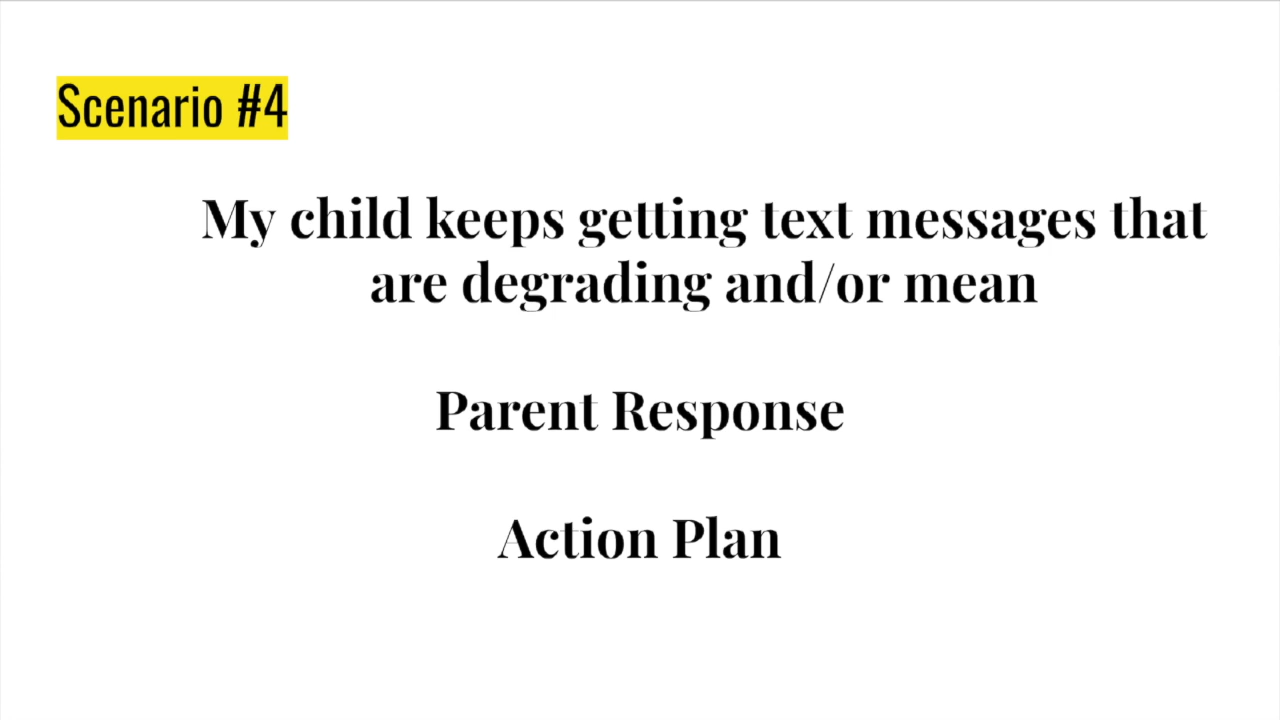 Scenario #4
My child keeps getting text messages that
are degrading and/or mean
Parent Response
Action Plan